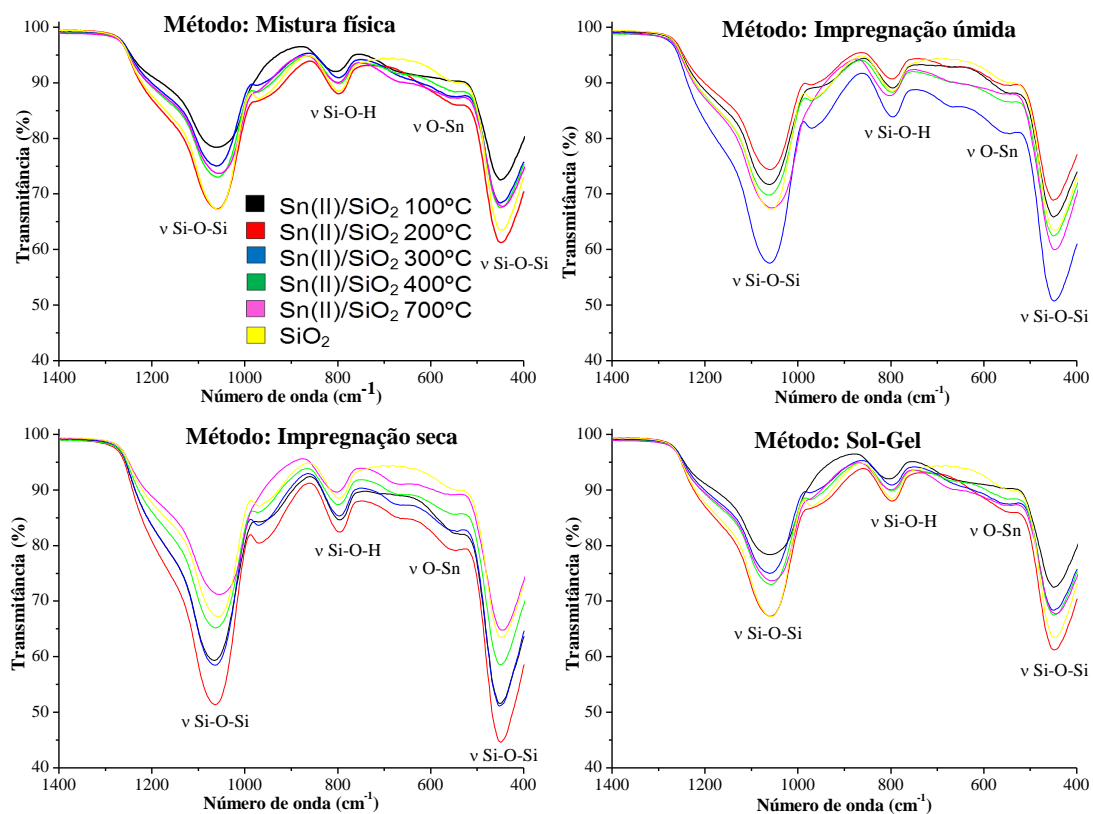 Método: Mistura física
100
90
80
70
60
50
40
Transmitância (%)
ν Si-O-H
ν O-Sn
ν Si-O-Si
ν Si-O-Si
Sn(II)/SiO₂ 100ºC
Sn(II)/SiO₂ 200ºC
Sn(II)/SiO₂ 300ºC
Sn(II)/SiO₂ 400ºC
Sn(II)/SiO₂ 700ºC
SiO₂
1400 1200 1000 800 600 400
Número de onda (cm⁻¹)
Método: Impregnação úmida
100
90
80
70
60
50
40
Transmitância (%)
ν Si-O-H
ν O-Sn
ν Si-O-Si
ν Si-O-Si
1400 1200 1000 800 600 400
Número de onda (cm⁻¹)
Método: Impregnação seca
100
90
80
70
60
50
40
Transmitância (%)
ν Si-O-H
ν O-Sn
ν Si-O-Si
ν Si-O-Si
1400 1200 1000 800 600 400
Número de onda (cm⁻¹)
Método: Sol-Gel
100
90
80
70
60
50
40
Transmitância (%)
ν Si-O-H
ν O-Sn
ν Si-O-Si
ν Si-O-Si
1400 1200 1000 800 600 400
Número de onda (cm⁻¹)